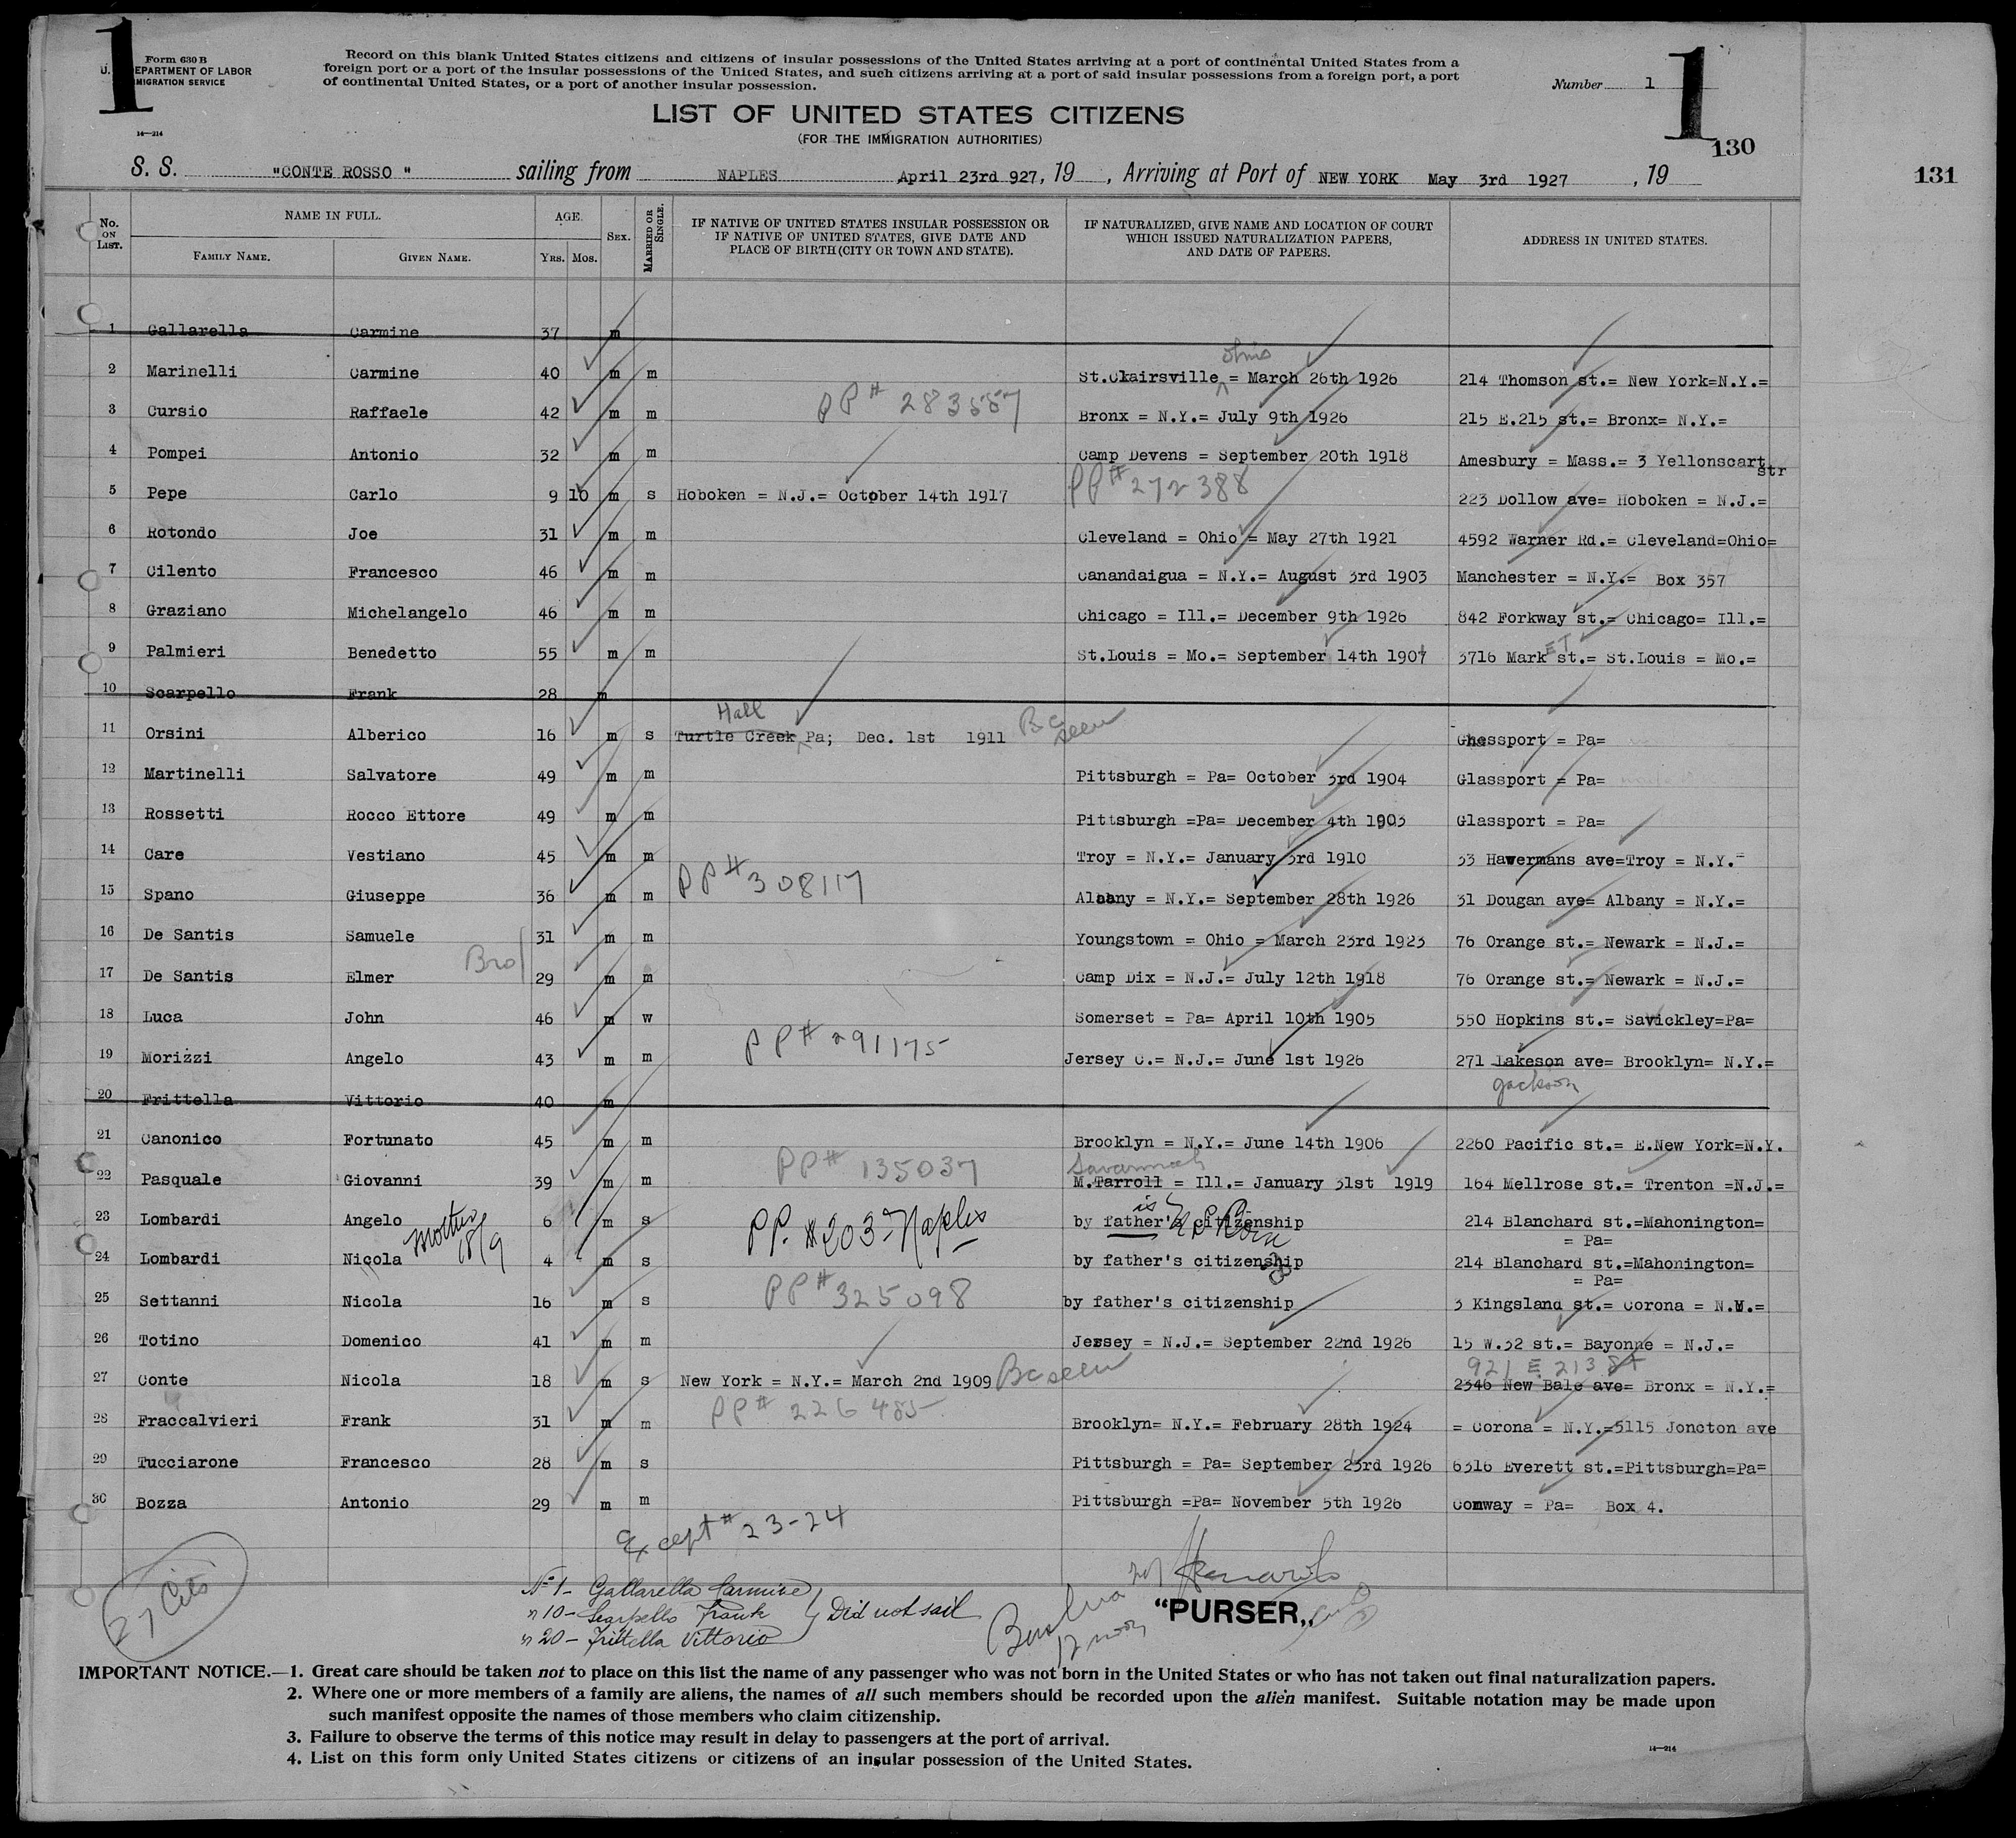 1
1
Form 630 B
U. DEPARTMENT OF LABOR
IMMIGRATION SERVICE
14—214
Record on this blank United States citizens and citizens of insular possessions of the United States arriving at a port of continental United States from a
foreign port or a port of the insular possessions of the United States, and such citizens arriving at a port of said insular possessions from a foreign port, a port
of continental United States, or a port of another insular possession.
Number 1
LIST OF UNITED STATES CITIZENS
(FOR THE IMMIGRATION AUTHORITIES)
130
131
S. S. "CONTE ROSSO" sailing from NAPLES April 23rd 927, 19 , Arriving at Port of NEW YORK May 3rd 1927 , 19
No. ON LIST. NAME IN FULL. FAMILY NAME. GIVEN NAME. AGE. YRS. MOS. SEX. MARRIED OR SINGLE. IF NATIVE OF UNITED STATES INSULAR POSSESSION OR IF NATIVE OF UNITED STATES, GIVE DATE AND PLACE OF BIRTH (CITY OR TOWN AND STATE). IF NATURALIZED, GIVE NAME AND LOCATION OF COURT WHICH ISSUED NATURALIZATION PAPERS, AND DATE OF PAPERS. ADDRESS IN UNITED STATES.
1 Gallarella Carmine 37 m
Ohio
2 Marinelli Carmine 40 m m St.Clairsville = March 26th 1926 214 Thomson st.= New York=N.Y.=
PP# 283557
3 Cursio Raffaele 42 m m Bronx = N.Y.= July 9th 1926 215 E.215 st.= Bronx= N.Y.=
4 Pompei Antonio 32 m m Camp Devens = September 20th 1918 Amesbury = Mass.= 3 Yellonscart str
PP# 272388
5 Pepe Carlo 9 10 m s Hoboken = N.J.= October 14th 1917 223 Dollow ave= Hoboken = N.J.=
6 Rotondo Joe 31 m m Cleveland = Ohio = May 27th 1921 4592 Warner Rd.= Cleveland=Ohio=
7 Cilento Francesco 46 m m Canandaigua = N.Y.= August 3rd 1903 Manchester = N.Y.= Box 357
8 Graziano Michelangelo 46 m m Chicago = Ill.= December 9th 1926 842 Forkway st.= Chicago= Ill.=
9 Palmieri Benedetto 55 m m St.Louis = Mo.= September 14th 1904 3716 Mark ET st.= St.Louis = Mo.=
10 Scarpello Frank 28 m
Hall
11 Orsini Alberico 16 m s Turtle Creek Pa; Dec. 1st 1911 BC seen Ghessport = Pa=
12 Martinelli Salvatore 49 m m Pittsburgh = Pa= October 3rd 1904 Glassport = Pa=
13 Rossetti Rocco Ettore 49 m m Pittsburgh =Pa= December 4th 1903 Glassport = Pa=
14 Care Vestiano 45 m m Troy = N.Y.= January 3rd 1910 33 Hawermans ave=Troy = N.Y.=
PP# 308117
15 Spano Giuseppe 36 m m Albany = N.Y.= September 28th 1926 31 Dougan ave= Albany = N.Y.=
16 De Santis Samuele 31 m m Youngstown = Ohio = March 23rd 1923 76 Orange st.= Newark = N.J.=
Bro
17 De Santis Elmer 29 m m Camp Dix = N.J.= July 12th 1918 76 Orange st.= Newark = N.J.=
18 Luca John 46 m w Somerset = Pa= April 10th 1905 550 Hopkins st.= Savickley=Pa=
PP# 291175
19 Morizzi Angelo 43 m m Jersey C.= N.J.= June 1st 1926 271 Lakeson ave= Brooklyn= N.Y.=
Jackson
20 Frittella Vittorio 40 m
21 Canonico Fortunato 45 m m Brooklyn = N.Y.= June 14th 1906 2260 Pacific st.= E.New York=N.Y.
PP# 135037 Savannah
22 Pasquale Giovanni 39 m m M.Tarroll = Ill.= January 31st 1919 164 Mellrose st.= Trenton =N.J.=
is
23 Lombardi Angelo 6 m s PP. #203-Naples by father's citizenship 214 Blanchard st.=Mahonington=
= Pa=
Mother 18/9
24 Lombardi Nicola 4 m s by father's citizenship 214 Blanchard st.=Mahonington=
= Pa=
PP# 325098
25 Settanni Nicola 16 m s by father's citizenship 3 Kingsland st.= Corona = N.Y.=
26 Totino Domenico 41 m m Jersey = N.J.= September 22nd 1926 15 W.32 st.= Bayonne = N.J.=
921 E 213 St
27 Conte Nicola 18 m s New York = N.Y.= March 2nd 1909 BC seen 2346 New Bale ave= Bronx = N.Y.=
PP# 226485
28 Fraccalvieri Frank 31 m m Brooklyn= N.Y.= February 28th 1924 = Corona = N.Y.=5115 Joncton ave
29 Tucciarone Francesco 28 m s Pittsburgh = Pa= September 23rd 1926 6316 Everett st.=Pittsburgh=Pa=
30 Bozza Antonio 29 m m Pittsburgh =Pa= November 5th 1926 Conway = Pa= Box 4.
Except # 23-24
27 Cits
No 1- Gallarella Carmine
" 10- Scarpello Frank } Did not sail
" 20- Frittella Vittorio
12 noon
"PURSER„
IMPORTANT NOTICE.—1. Great care should be taken not to place on this list the name of any passenger who was not born in the United States or who has not taken out final naturalization papers.
2. Where one or more members of a family are aliens, the names of all such members should be recorded upon the alien manifest. Suitable notation may be made upon
such manifest opposite the names of those members who claim citizenship.
3. Failure to observe the terms of this notice may result in delay to passengers at the port of arrival.
4. List on this form only United States citizens or citizens of an insular possession of the United States.
14—214